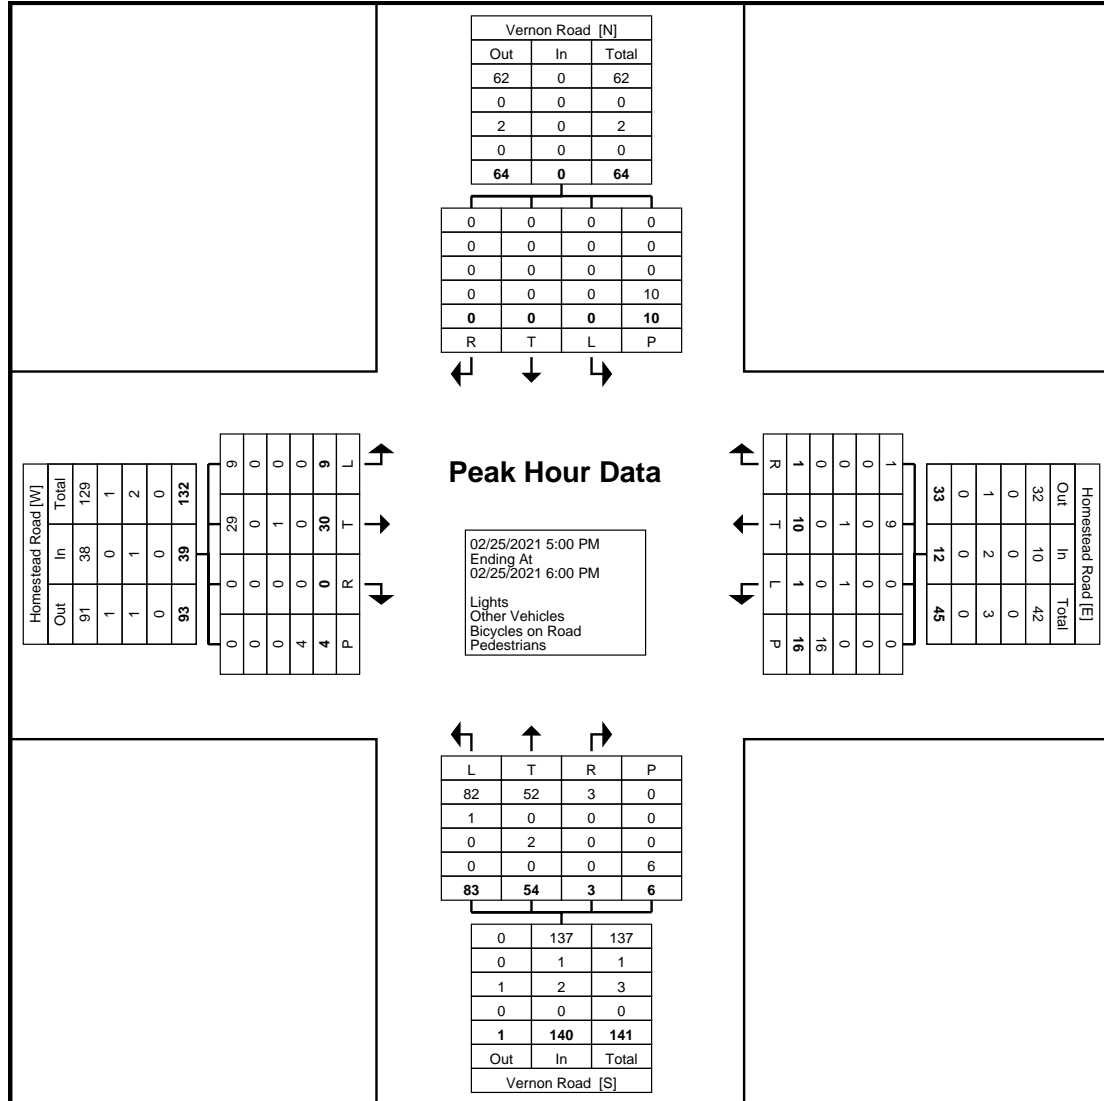 Vernon Road [N]
Out In Total
62 0 62
0 0 0
2 0 2
0 0 0
64 0 64
0 0 0 0
0 0 0 0
0 0 0 0
0 0 0 10
0 0 0 10
R T L P
Homestead Road [W]
Total 129 1 2 0 132
In 38 0 1 0 39
Out 91 1 1 0 93
9 0 0 0 9 L
29 0 1 0 30 T
0 0 0 0 0 R
0 0 0 4 4 P
Peak Hour Data
02/25/2021 5:00 PM
Ending At
02/25/2021 6:00 PM
Lights
Other Vehicles
Bicycles on Road
Pedestrians
R 1 0 0 0 1
T 10 0 1 0 9
L 1 0 1 0 0
P 16 16 0 0 0
Homestead Road [E]
Out 32 0 1 0 33
In 10 0 2 0 12
Total 42 0 3 0 45
L T R P
82 52 3 0
1 0 0 0
0 2 0 0
0 0 0 6
83 54 3 6
0 137 137
0 1 1
1 2 3
0 0 0
1 140 141
Out In Total
Vernon Road [S]